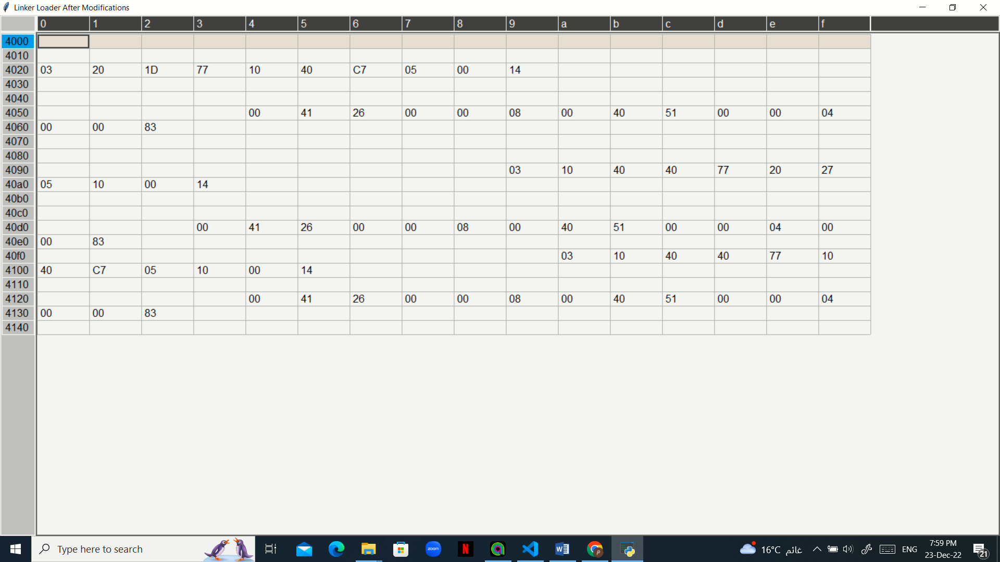 Linker Loader After Modifications
0 1 2 3 4 5 6 7 8 9 a b c d e f
4000
4010
4020 03 20 1D 77 10 40 C7 05 00 14
4030
4040
4050 00 41 26 00 00 08 00 40 51 00 00 04
4060 00 00 83
4070
4080
4090 03 10 40 40 77 20 27
40a0 05 10 00 14
40b0
40c0
40d0 00 41 26 00 00 08 00 40 51 00 00 04 00
40e0 00 83
40f0 03 10 40 40 77 10
4100 40 C7 05 10 00 14
4110
4120 00 41 26 00 00 08 00 40 51 00 00 04
4130 00 00 83
4140
Type here to search
zoom
N
W
P
16°C غائم
ENG
7:59 PM
23-Dec-22
21